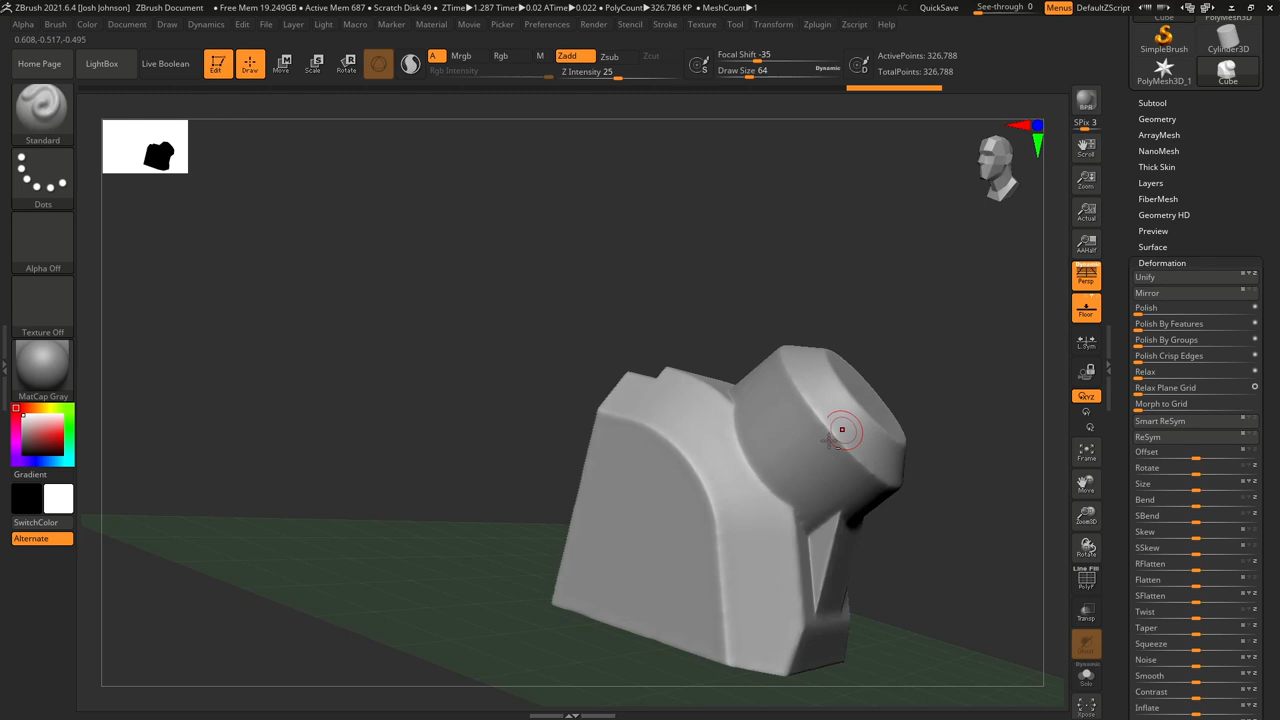 ZBrush 2021.6.4 [Josh Johnson] ZBrush Document • Free Mem 19.249GB • Active Mem 687 • Scratch Disk 49 • ZTime▸1.287 Timer▸0.02 ATime▸0.022 • PolyCount▸326.786 KP • MeshCount▸1 AC QuickSave See-through 0 Menus DefaultZScript
Alpha Brush Color Document Draw Dynamics Edit File Layer Light Macro Marker Material Movie Picker Preferences Render Stencil Stroke Texture Tool Transform Zplugin Zscript Help
0.608,-0.517,-0.495
Home Page LightBox Live Boolean Edit Draw Move Scale Rotate
A Mrgb Rgb M Zadd Zsub Zcut
Rgb Intensity Z Intensity 25
Focal Shift -35
Draw Size 64 Dynamic
S
D
ActivePoints: 326,788
TotalPoints: 326,788
Standard
Dots
Alpha Off
Texture Off
MatCap Gray
Gradient
SwitchColor
Alternate
BPR
SPix 3
Scroll
Zoom
Actual
AAHalf
Dynamic
Persp
Floor
L.Sym
XYZ
Frame
Move
Zoom3D
Rotate
Line Fill
PolyF
Transp
Dynamic
Solo
Xpose
Cube PolyMesh3D
SimpleBrush Cylinder3D
PolyMesh3D_1 Cube
Subtool
Geometry
ArrayMesh
NanoMesh
Thick Skin
Layers
FiberMesh
Geometry HD
Preview
Surface
Deformation
Unify
Mirror
Polish
Polish By Features
Polish By Groups
Polish Crisp Edges
Relax
Relax Plane Grid
Morph to Grid
Smart ReSym
ReSym
Offset
Rotate
Size
Bend
SBend
Skew
SSkew
RFlatten
Flatten
SFlatten
Twist
Taper
Squeeze
Noise
Smooth
Contrast
Inflate